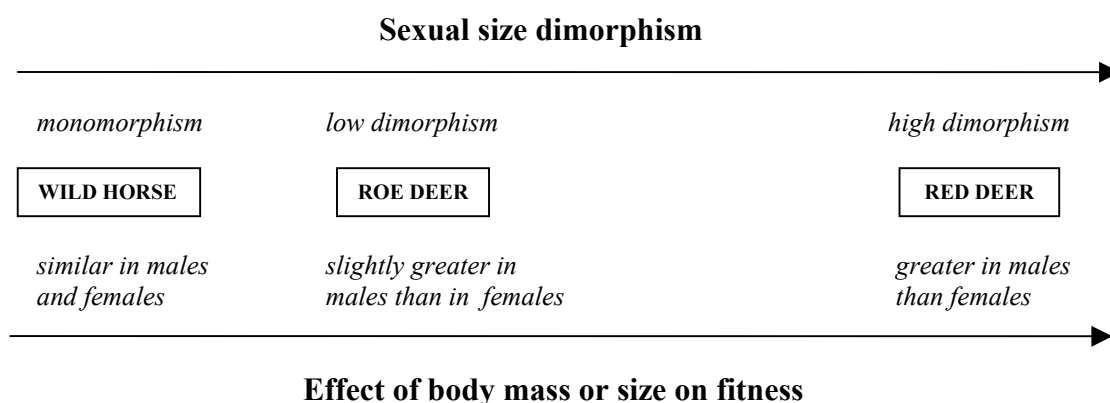 Sexual size dimorphism
monomorphism low dimorphism high dimorphism
WILD HORSE ROE DEER RED DEER
similar in males slightly greater in greater in males
and females males than in females than females
Effect of body mass or size on fitness